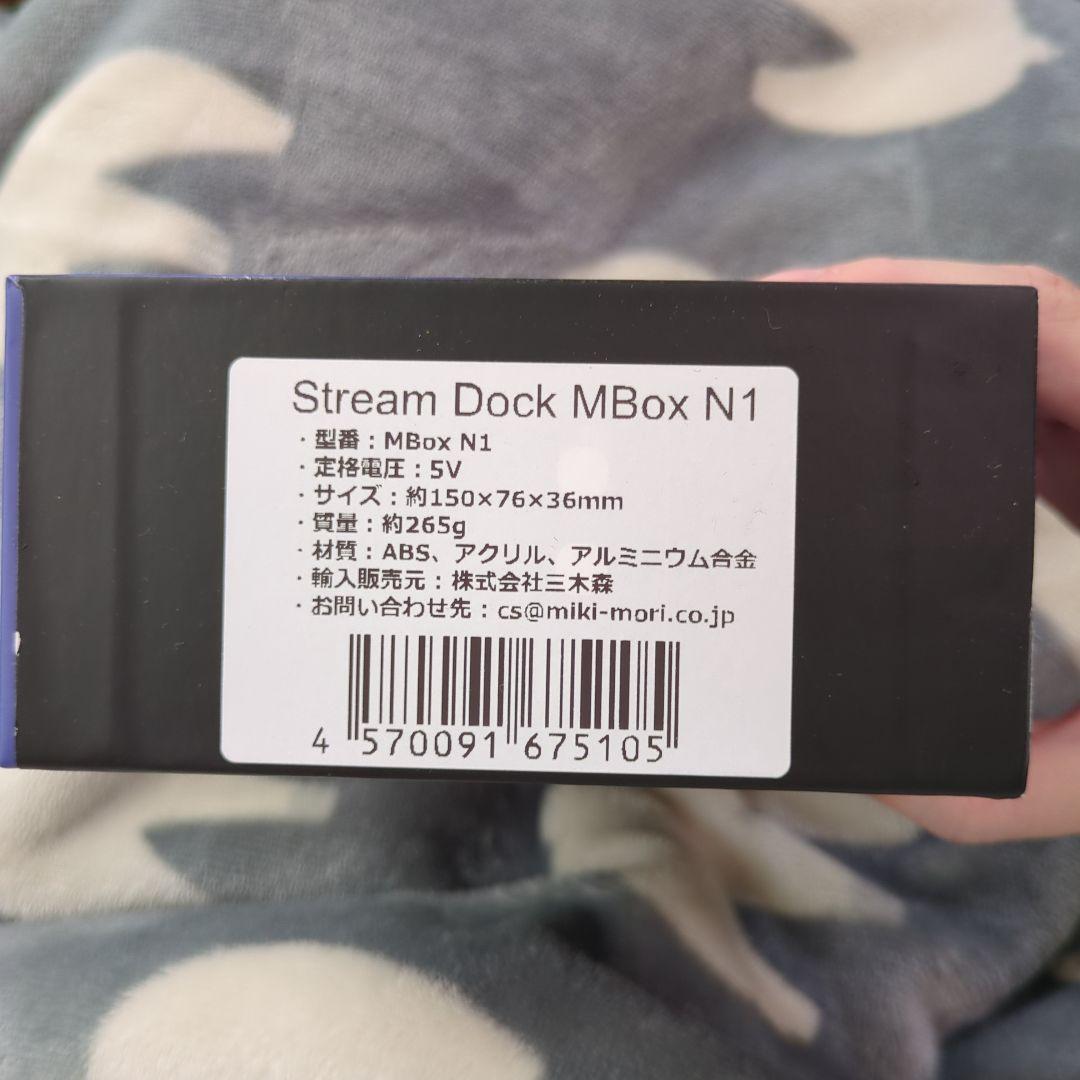 Stream Dock MBox N1
・型番：MBox N1
・定格電圧：5V
・サイズ：約150×76×36mm
・質量：約265g
・材質：ABS、アクリル、アルミニウム合金
・輸入販売元：株式会社三木森
・お問い合わせ先：cs@miki-mori.co.jp
4 570091 675105